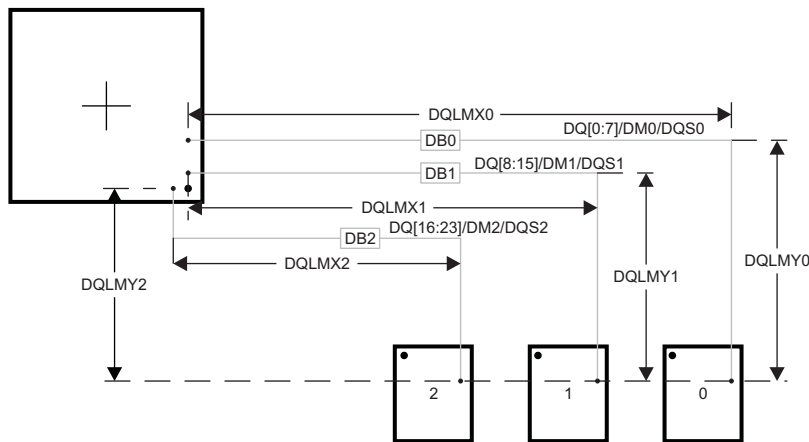 DQLMX0
DB0
DQ[0:7]/DM0/DQS0
DB1
DQ[8:15]/DM1/DQS1
DQLMX1
DB2
DQ[16:23]/DM2/DQS2
DQLMX2
DQLMY2
DQLMY1
DQLMY0
2
1
0